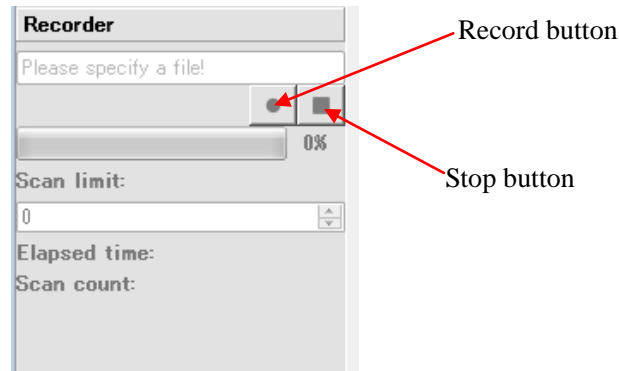 Recorder
Record button
Please specify a file!
0%
Scan limit:
Stop button
0
Elapsed time:
Scan count: